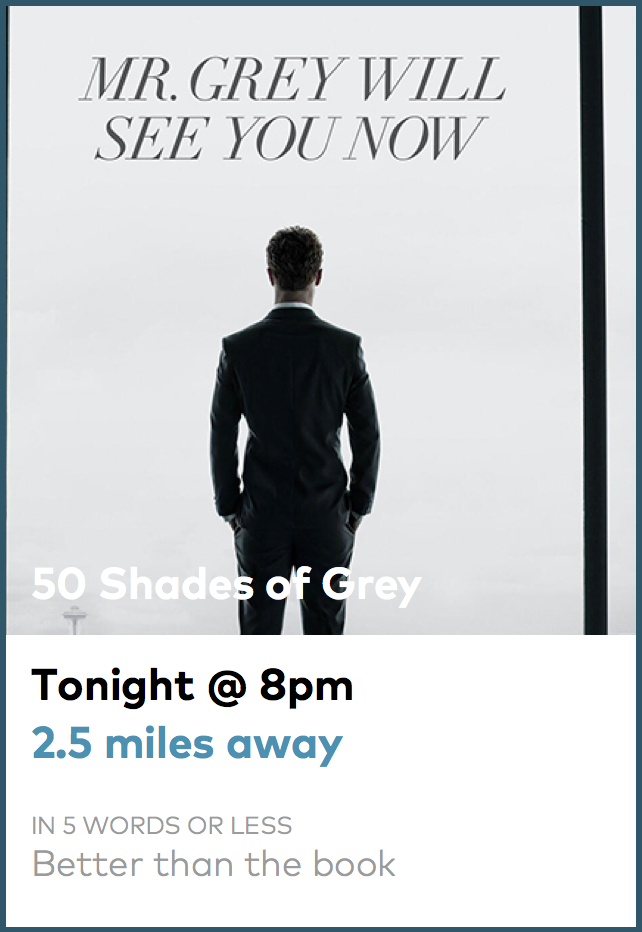 MR. GREY WILL
SEE YOU NOW
50 Shades of Grey
Tonight @ 8pm
2.5 miles away
IN 5 WORDS OR LESS
Better than the book